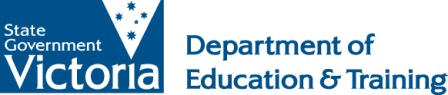 State
Government
Victoria
Department of
Education & Training